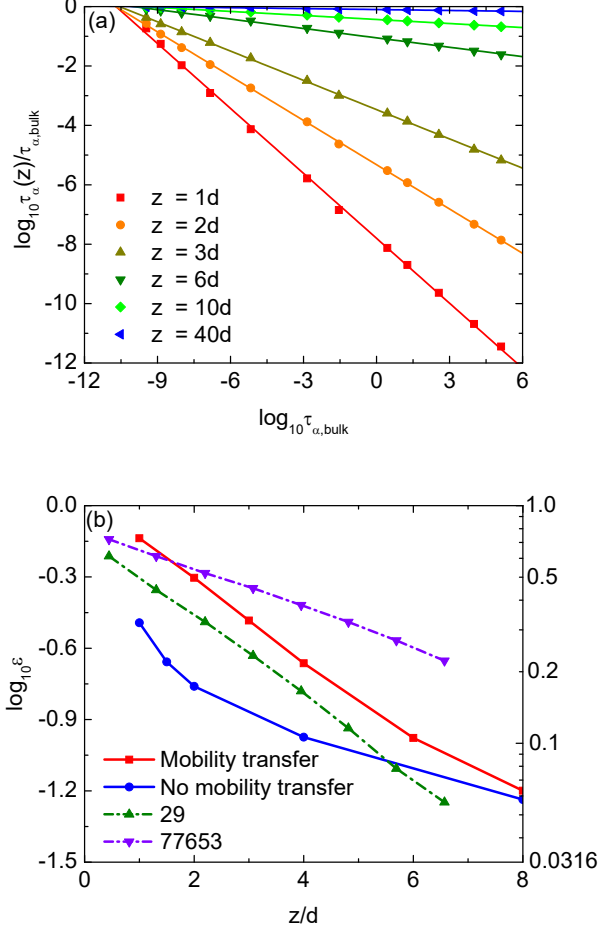 (a)
0
-2
-4
-6
-8
-10
-12
log₁₀τ_α(z)/τ_α,bulk
z = 1d
z = 2d
z = 3d
z = 6d
z = 10d
z = 40d
-12 -9 -6 -3 0 3 6
log₁₀τ_α,bulk
(b)
0.0
-0.3
-0.6
-0.9
-1.2
-1.5
log₁₀ε
1.0
0.5
0.2
0.1
0.0316
Mobility transfer
No mobility transfer
29
77653
0 2 4 6 8
z/d